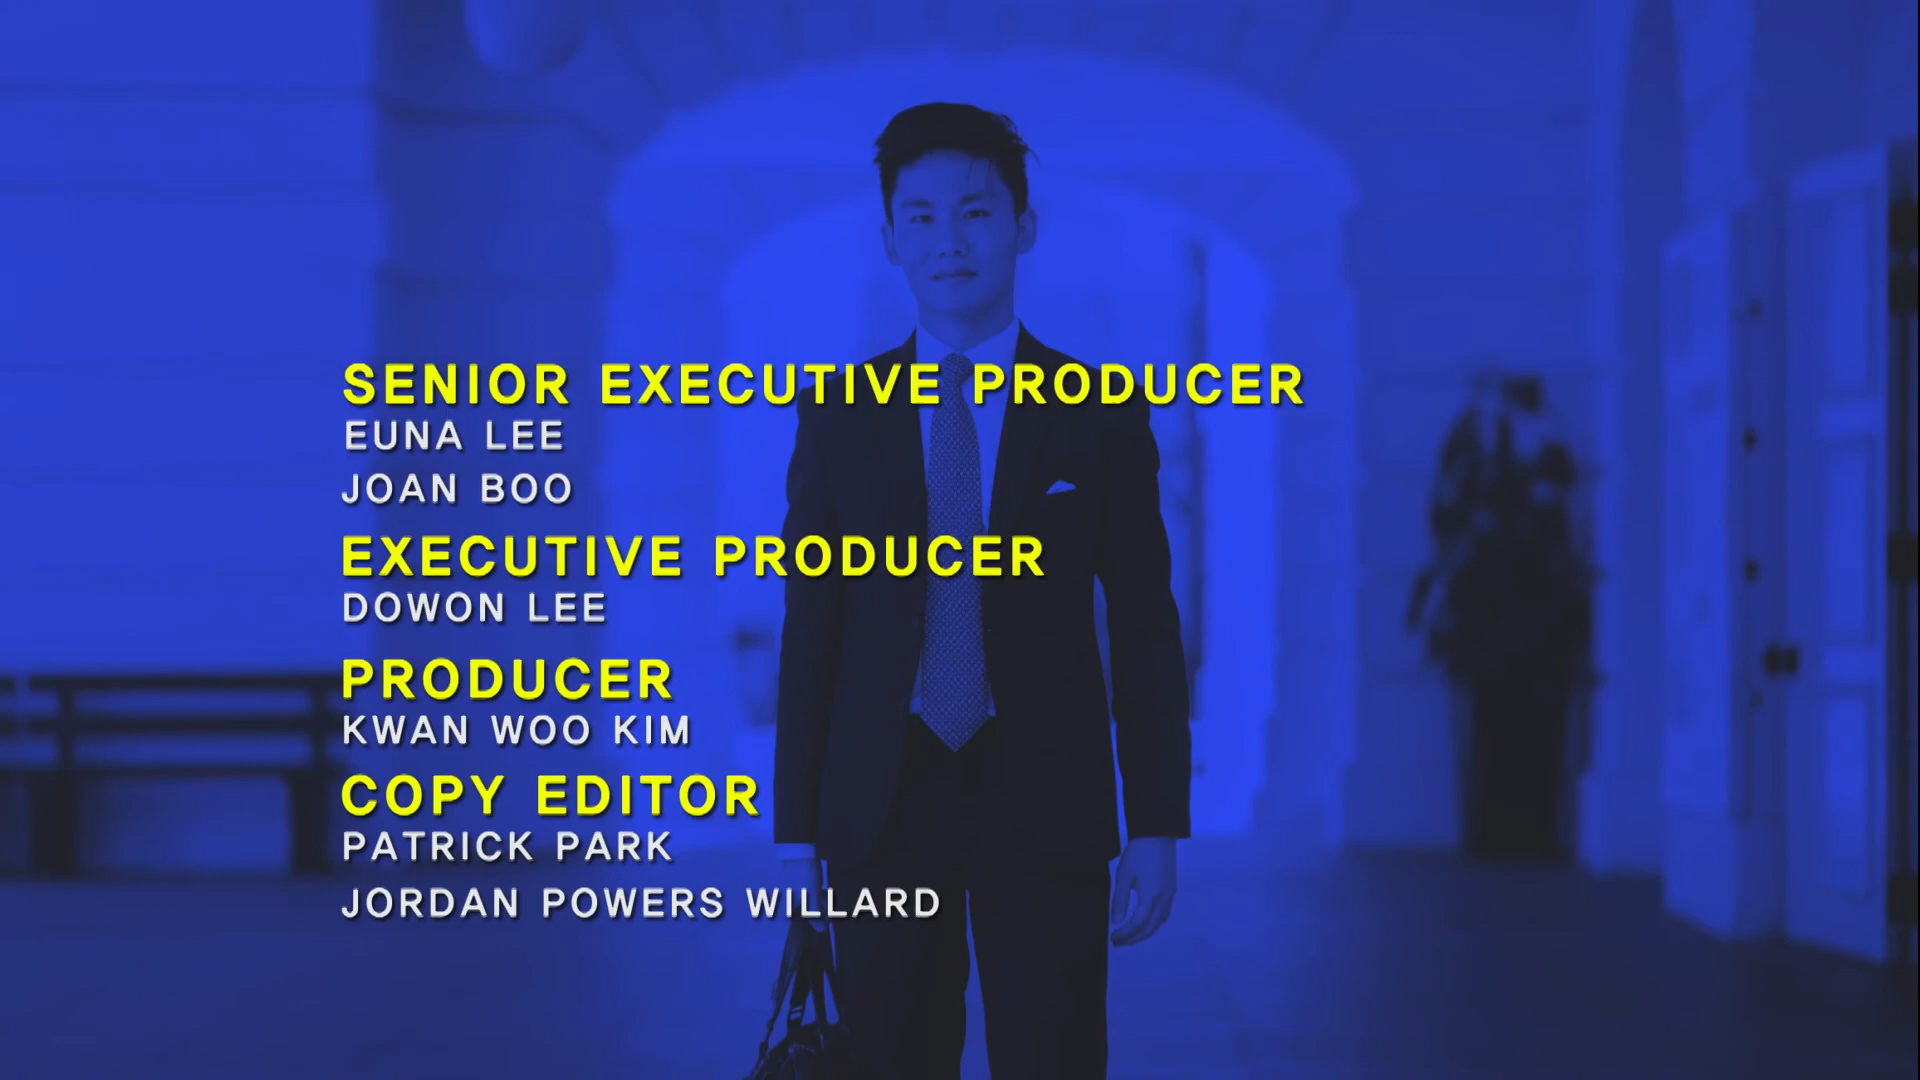 SENIOR EXECUTIVE PRODUCER
EUNA LEE
JOAN BOO
EXECUTIVE PRODUCER
DOWON LEE
PRODUCER
KWAN WOO KIM
COPY EDITOR
PATRICK PARK
JORDAN POWERS WILLARD